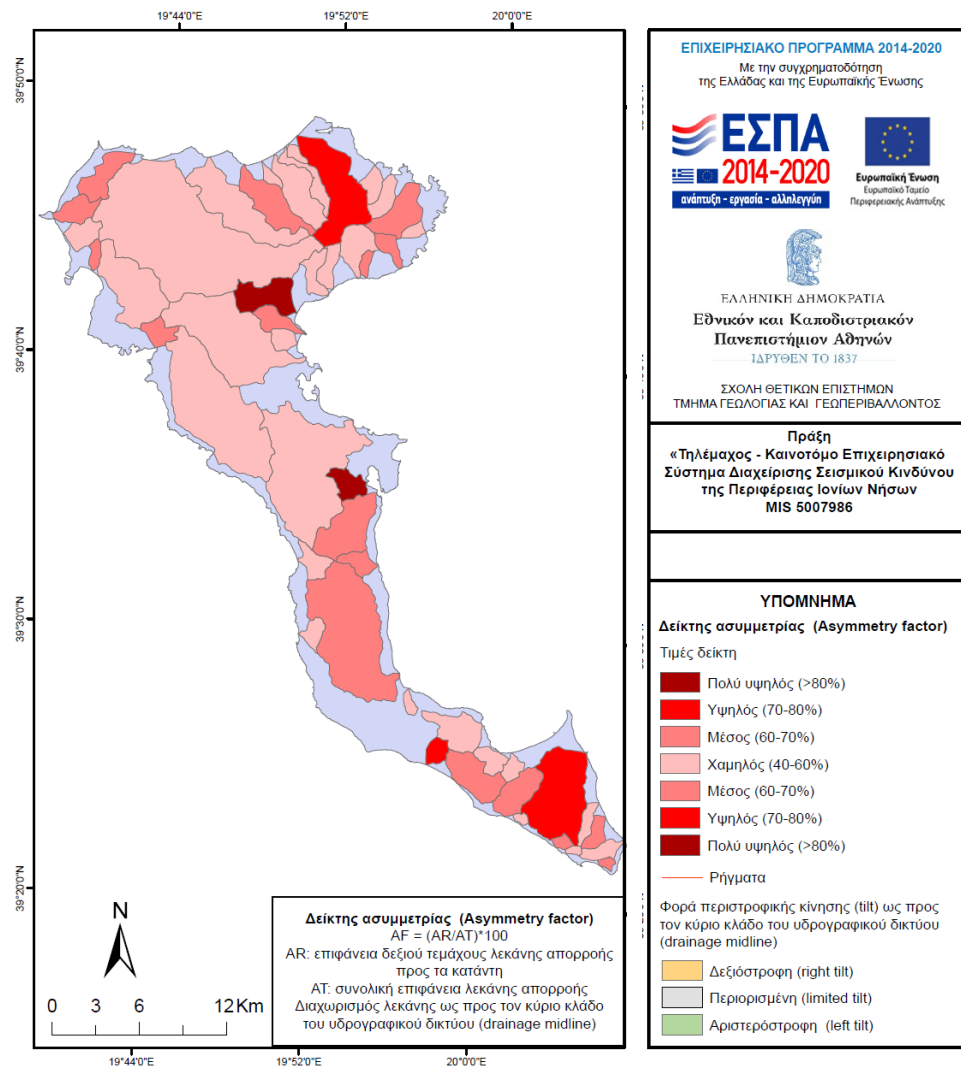 19°44'0"E
19°52'0"E
20°0'0"E
39°50'0"N
39°40'0"N
39°30'0"N
39°20'0"N
N
0 3 6 12 Km
Δείκτης ασυμμετρίας (Asymmetry factor)
AF = (AR/AT)*100
AR: επιφάνεια δεξιού τεμάχους λεκάνης απορροής
προς τα κατάντη
AT: συνολική επιφάνεια λεκάνης απορροής
Διαχωρισμός λεκάνης ως προς τον κύριο κλάδο
του υδρογραφικού δικτύου (drainage midline)
19°44'0"E
19°52'0"E
20°0'0"E
ΕΠΙΧΕΙΡΗΣΙΑΚΟ ΠΡΟΓΡΑΜΜΑ 2014-2020
Με την συγχρηματοδότηση
της Ελλάδας και της Ευρωπαϊκής Ένωσης
ΕΣΠΑ
2014-2020
ανάπτυξη - εργασία - αλληλεγγύη
Ευρωπαϊκή Ένωση
Ευρωπαϊκό Ταμείο
Περιφερειακής Ανάπτυξης
ΕΛΛΗΝΙΚΗ ΔΗΜΟΚΡΑΤΙΑ
Εθνικόν και Καποδιστριακόν
Πανεπιστήμιον Αθηνών
ΙΔΡΥΘΕΝ ΤΟ 1837
ΣΧΟΛΗ ΘΕΤΙΚΩΝ ΕΠΙΣΤΗΜΩΝ
ΤΜΗΜΑ ΓΕΩΛΟΓΙΑΣ ΚΑΙ ΓΕΩΠΕΡΙΒΑΛΛΟΝΤΟΣ
Πράξη
«Τηλέμαχος - Καινοτόμο Επιχειρησιακό
Σύστημα Διαχείρισης Σεισμικού Κινδύνου
της Περιφέρειας Ιονίων Νήσων
MIS 5007986
ΥΠΟΜΝΗΜΑ
Δείκτης ασυμμετρίας (Asymmetry factor)
Τιμές δείκτη
Πολύ υψηλός (>80%)
Υψηλός (70-80%)
Μέσος (60-70%)
Χαμηλός (40-60%)
Μέσος (60-70%)
Υψηλός (70-80%)
Πολύ υψηλός (>80%)
Ρήγματα
Φορά περιστροφικής κίνησης (tilt) ως προς
τον κύριο κλάδο του υδρογραφικού δικτύου
(drainage midline)
Δεξιόστροφη (right tilt)
Περιορισμένη (limited tilt)
Αριστερόστροφη (left tilt)